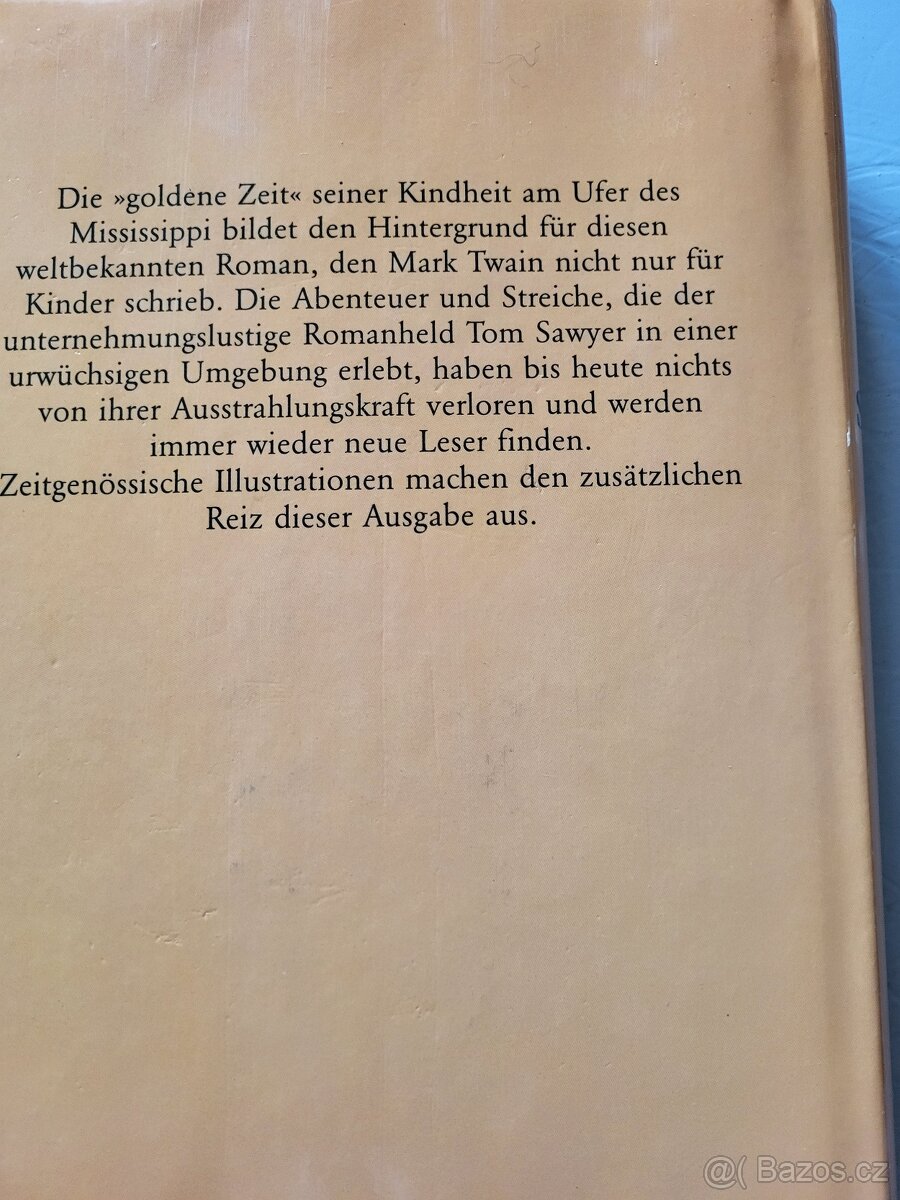 Die »goldene Zeit« seiner Kindheit am Ufer des
Mississippi bildet den Hintergrund für diesen
weltbekannten Roman, den Mark Twain nicht nur für
Kinder schrieb. Die Abenteuer und Streiche, die der
unternehmungslustige Romanheld Tom Sawyer in einer
urwüchsigen Umgebung erlebt, haben bis heute nichts
von ihrer Ausstrahlungskraft verloren und werden
immer wieder neue Leser finden.
Zeitgenössische Illustrationen machen den zusätzlichen
Reiz dieser Ausgabe aus.
@( Bazos.cz